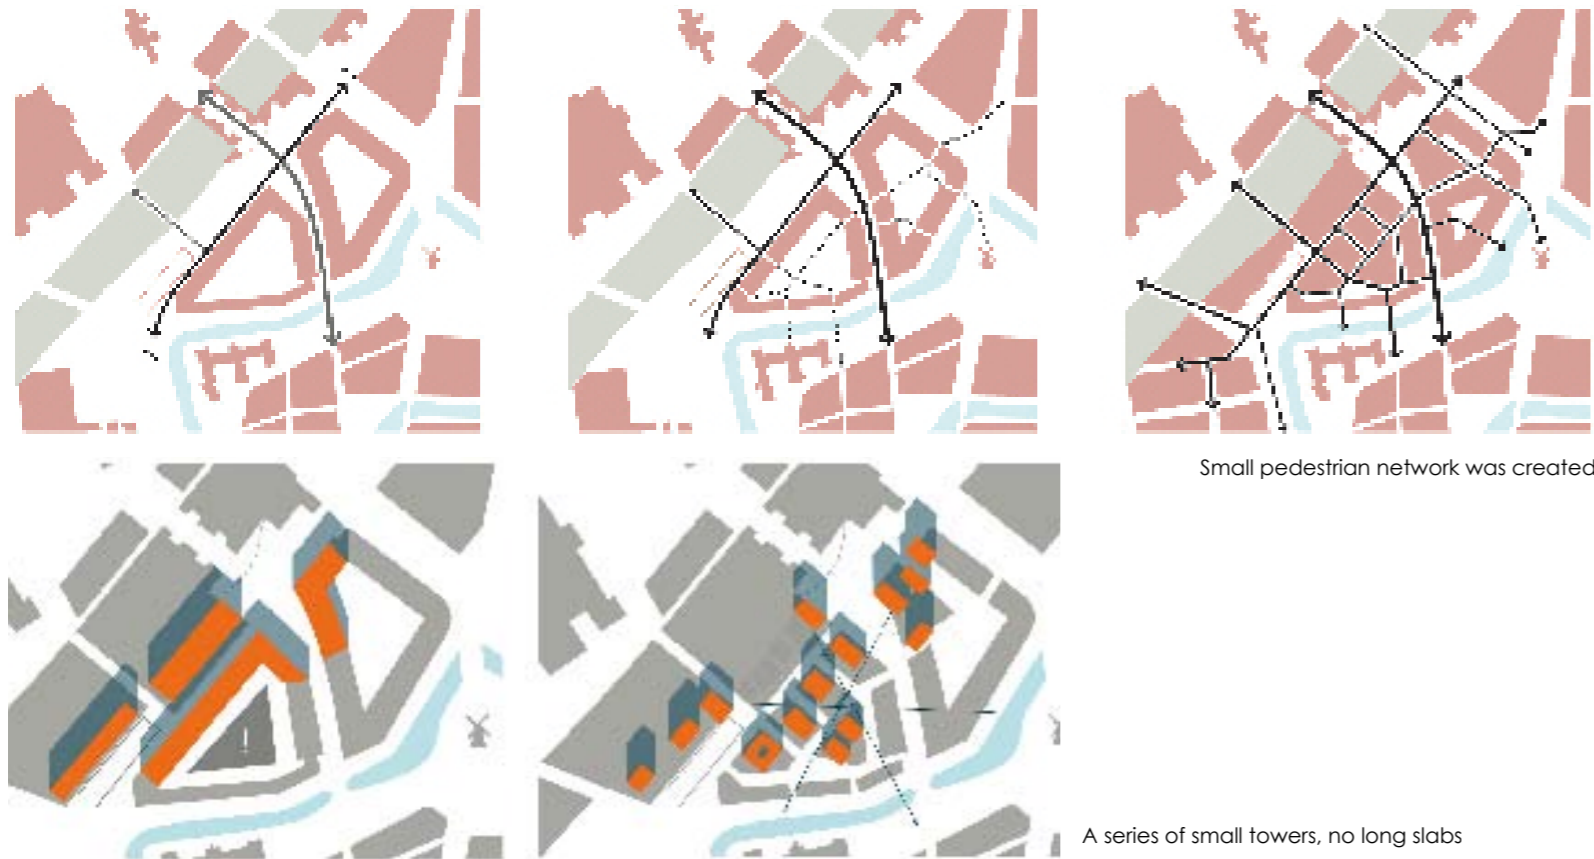 Small pedestrian network was created
A series of small towers, no long slabs